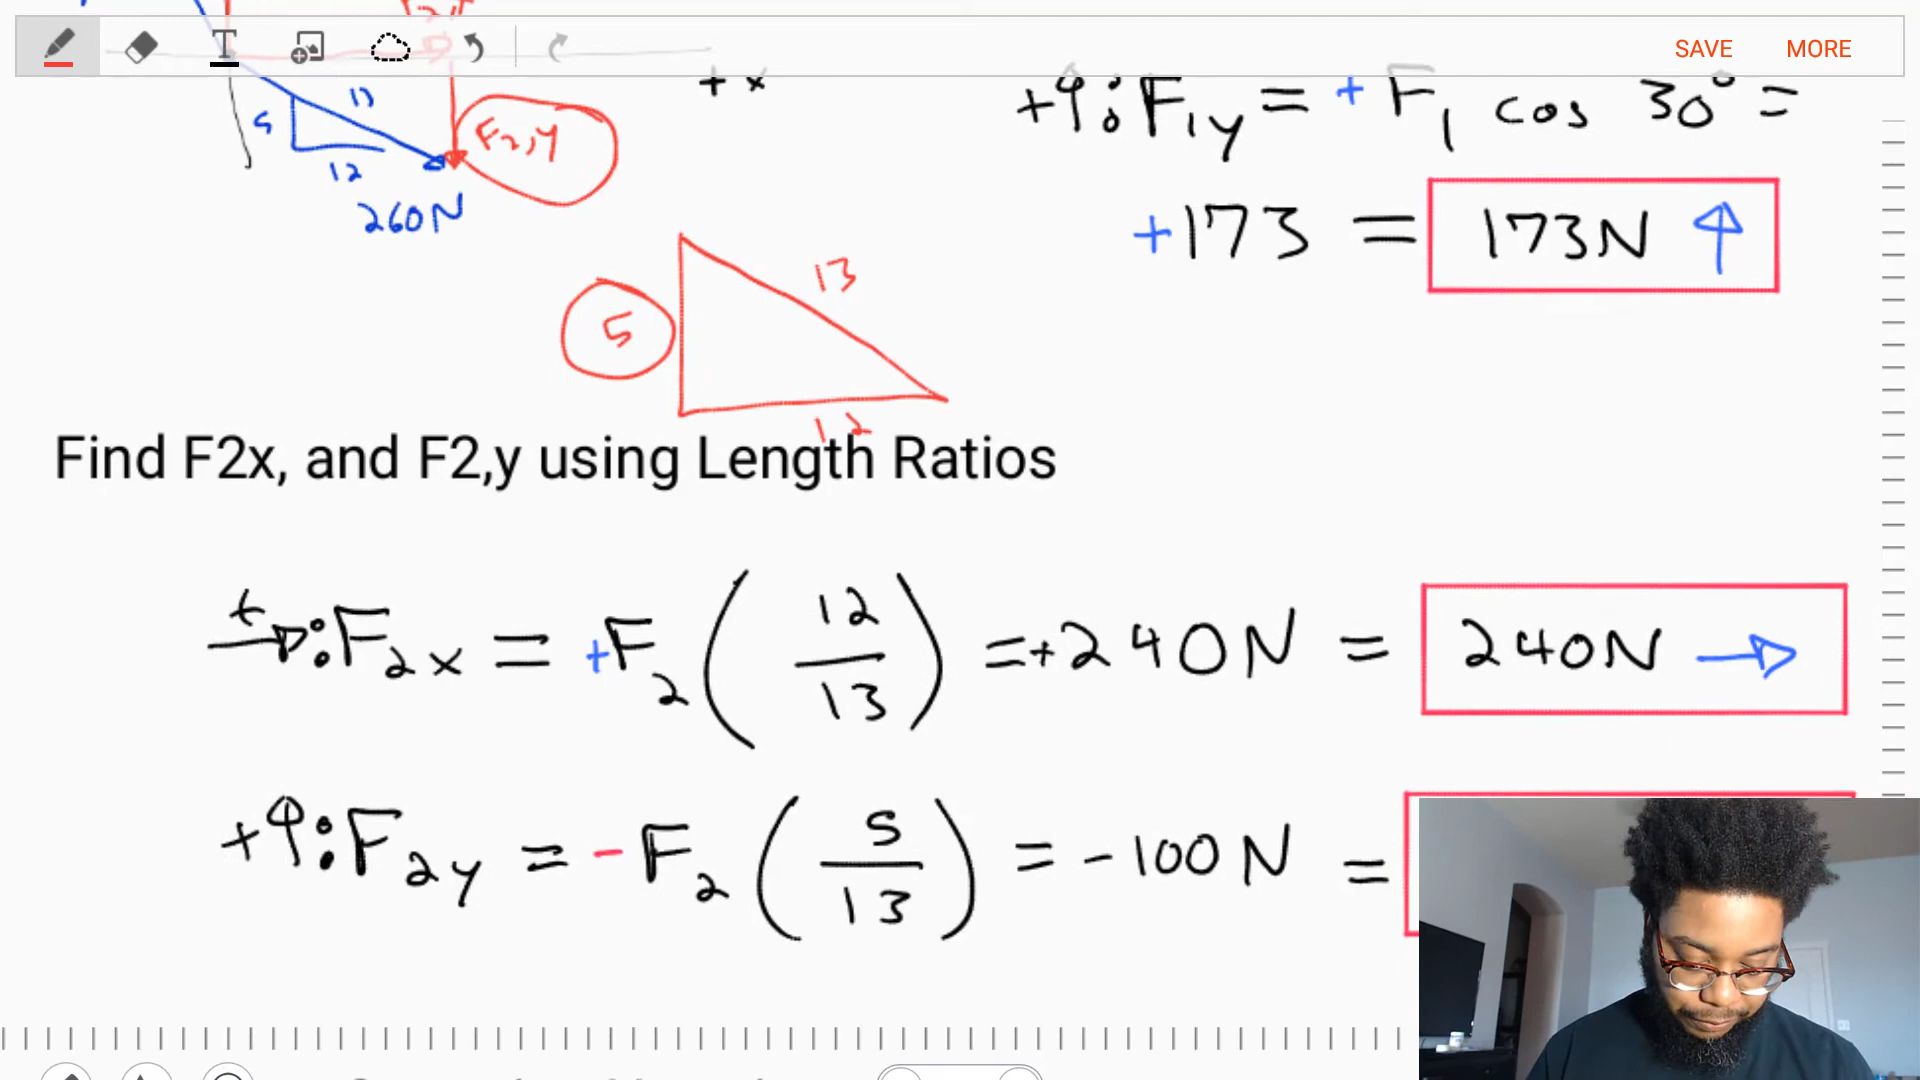 SAVE MORE
+x
+↑: F1y = + F1 cos 30° =
5 13 12
F2,y
260N
+173 = 173N ↑
13
5
12
Find F2x, and F2,y using Length Ratios
+→: F2x = +F2 (12/13) = +240N = 240N →
+↑: F2y = -F2 (5/13) = -100N =